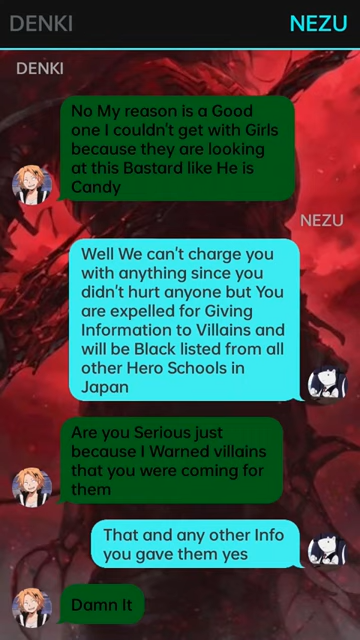 DENKI NEZU
DENKI
No My reason is a Good
one I couldn't get with Girls
because they are looking
at this Bastard like He is
Candy
NEZU
Well We can't charge you
with anything since you
didn't hurt anyone but You
are expelled for Giving
Information to Villains and
will be Black listed from all
other Hero Schools in
Japan
Are you Serious just
because I Warned villains
that you were coming for
them
That and any other Info
you gave them yes
Damn It